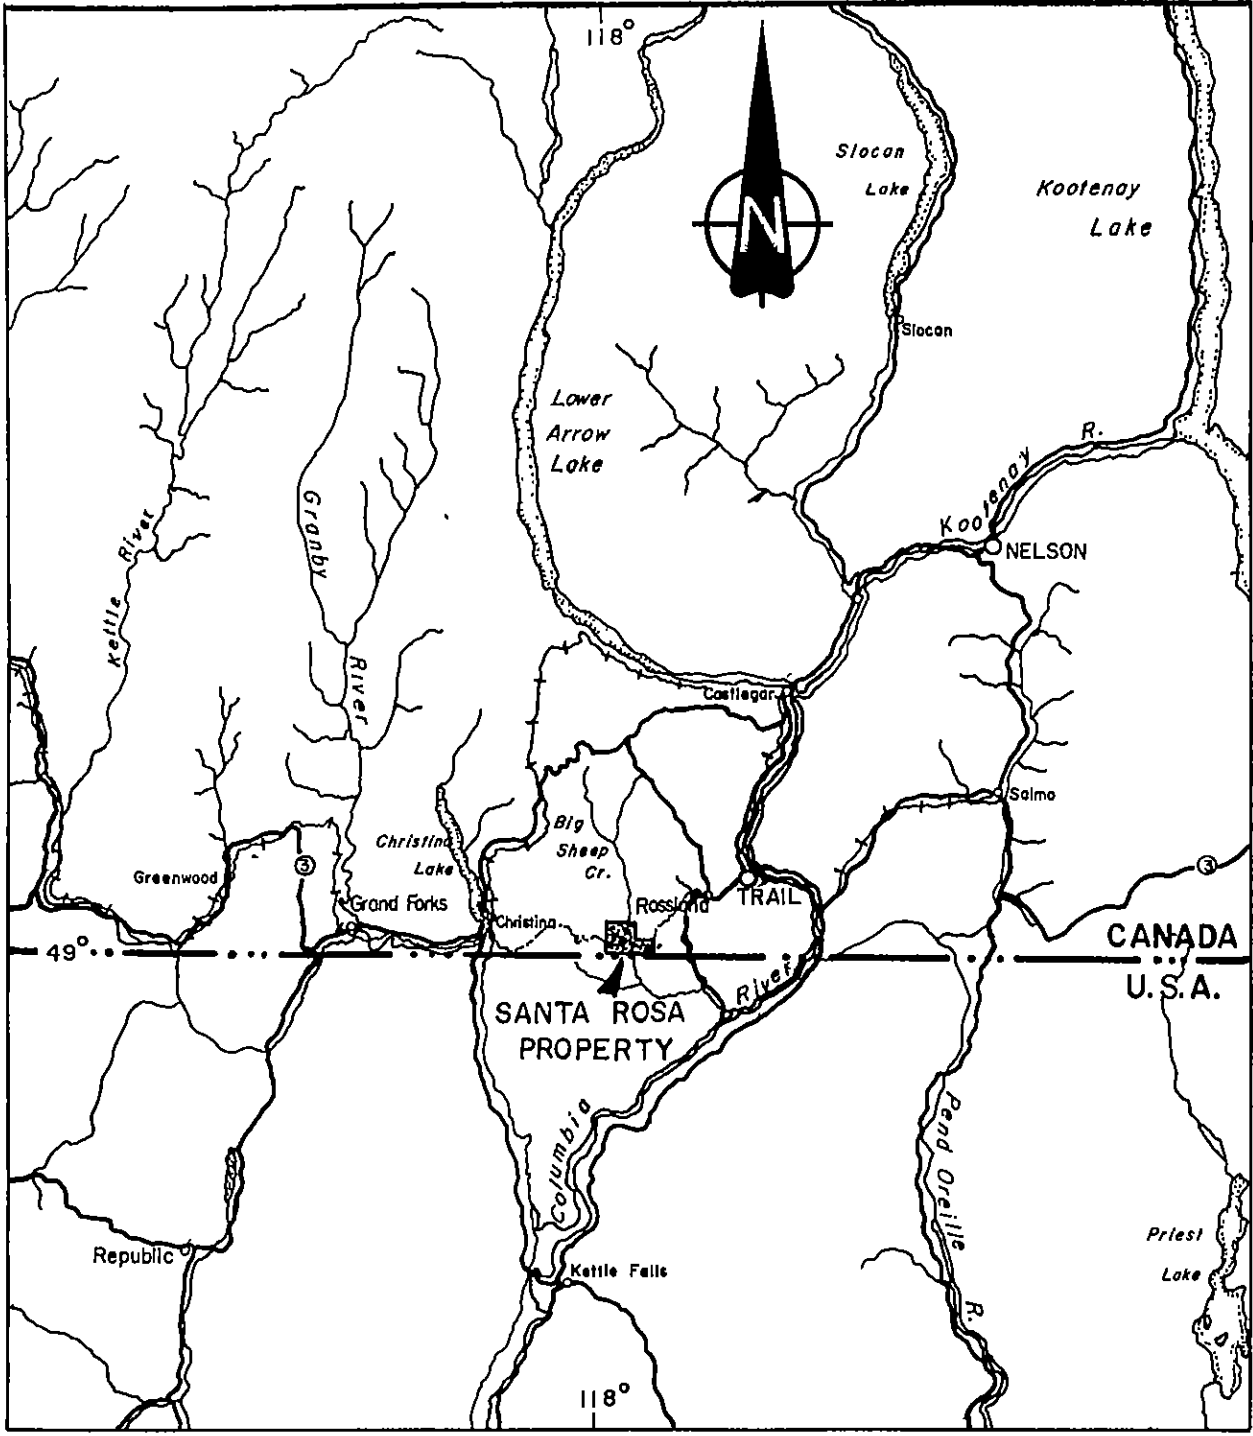 118°
N
Slocan
Lake
Kootenay
Lake
Slocan
Lower
Arrow
Lake
Kootenay R.
NELSON
Granby
River
Kettle River
Castlegar
Salmo
Big
Sheep
Cr.
Christina
Lake
3
3
Greenwood
Grand Forks
Rossland
TRAIL
Christina
49°
CANADA
U.S.A.
SANTA ROSA
PROPERTY
Columbia River
Pend Oreille R.
Priest
Lake
Republic
Kettle Falls
118°